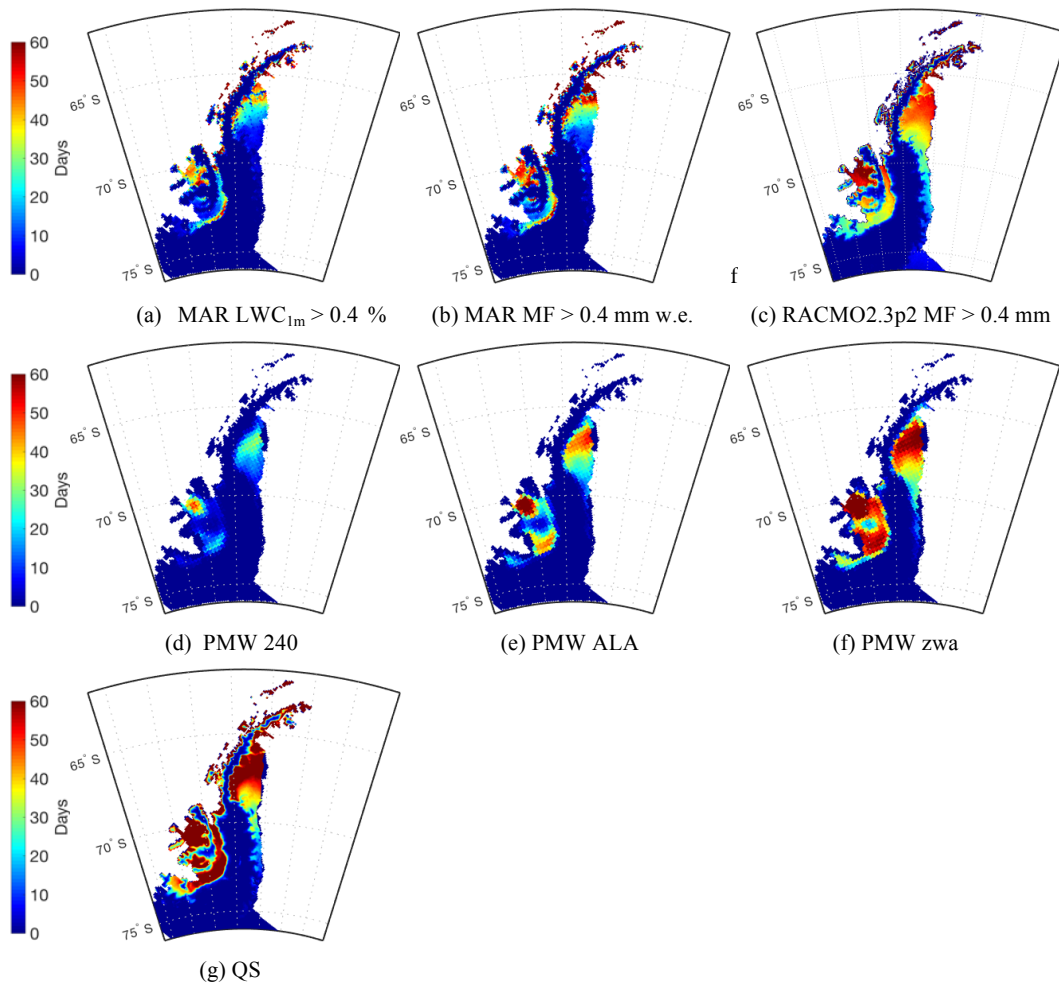 60
50
40
30
20
10
0
Days
65° S
70° S
75° S
65° S
70° S
75° S
65° S
70° S
75° S
f
(a) MAR LWC1m > 0.4 %
(b) MAR MF > 0.4 mm w.e.
(c) RACMO2.3p2 MF > 0.4 mm
60
50
40
30
20
10
0
Days
65° S
70° S
75° S
65° S
70° S
75° S
65° S
70° S
75° S
(d) PMW 240
(e) PMW ALA
(f) PMW zwa
60
50
40
30
20
10
0
Days
65° S
70° S
75° S
(g) QS